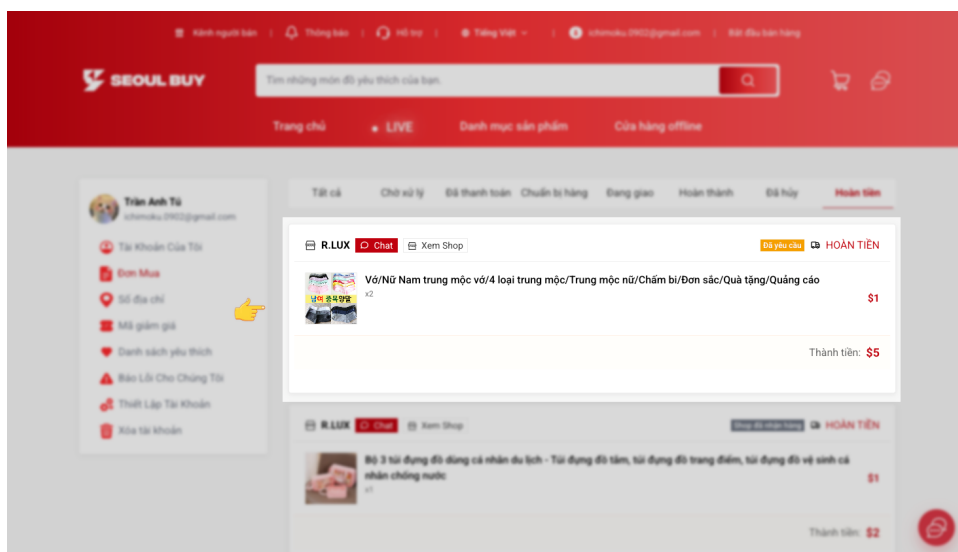 Kênh người bán | Thông báo | Hỗ trợ | Tiếng Việt | ichimoku.0902@gmail.com | Bắt đầu bán hàng
SEOUL BUY
Tìm những món đồ yêu thích của bạn.
Trang chủ LIVE Danh mục sản phẩm Cửa hàng offline
Tất cả Chờ xử lý Đã thanh toán Chuẩn bị hàng Đang giao Hoàn thành Đã hủy Hoàn tiền
Trần Anh Tú
ichimoku.0902@gmail.com
Tài Khoản Của Tôi
Đơn Mua
Sổ địa chỉ
Mã giảm giá
Danh sách yêu thích
Báo Lỗi Cho Chúng Tôi
Thiết Lập Tài Khoản
Xóa tài khoản
R.LUX Chat Xem Shop Đã yêu cầu HOÀN TIỀN
Vớ/Nữ Nam trung mộc vớ/4 loại trung mộc/Trung mộc nữ/Chấm bi/Đơn sắc/Quà tặng/Quảng cáo
x2
$1
남여 중목양말
Thành tiền: $5
R.LUX Chat Xem Shop Shop đã nhận hàng HOÀN TIỀN
Bộ 3 túi đựng đồ dùng cá nhân du lịch - Túi đựng đồ tắm, túi đựng đồ trang điểm, túi đựng đồ vệ sinh cá
nhân chống nước
x1
$1
Thành tiền: $2